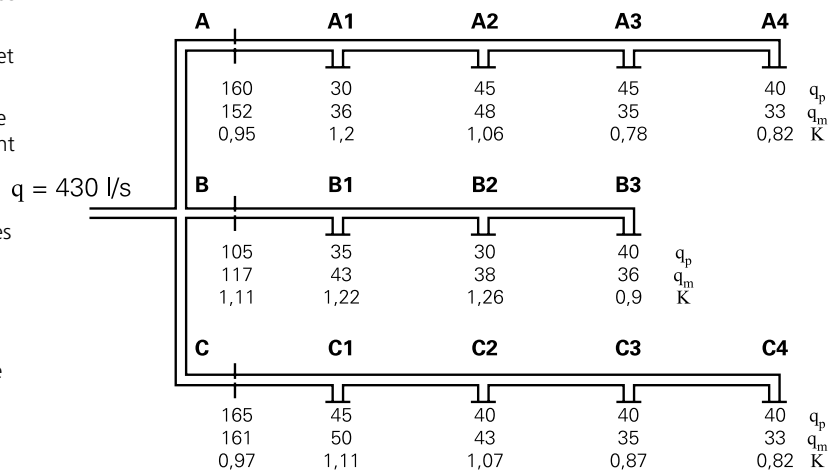 A A1 A2 A3 A4
et
160 30 45 45 40 qp
152 36 48 35 33 qm
0,95 1,2 1,06 0,78 0,82 K
e
nt
q = 430 l/s
B B1 B2 B3
es
105 35 30 40 qp
117 43 38 36 qm
1,11 1,22 1,26 0,9 K
C C1 C2 C3 C4
e
165 45 40 40 40 qp
161 50 43 35 33 qm
0,97 1,11 1,07 0,87 0,82 K